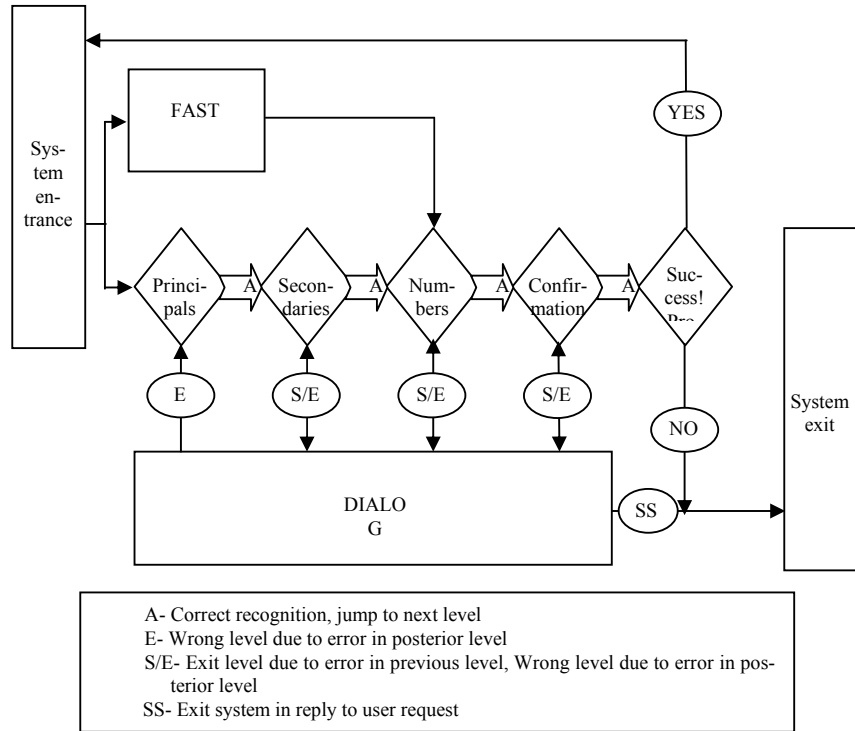 YES
FAST
Sys-
tem
en-
trance
Princi-
pals
A
Secon-
daries
A
Num-
bers
A
Confir-
mation
A
Suc-
cess!
E
S/E
S/E
S/E
NO
System
exit
DIALO
G
SS
A- Correct recognition, jump to next level
E- Wrong level due to error in posterior level
S/E- Exit level due to error in previous level, Wrong level due to error in pos-
terior level
SS- Exit system in reply to user request